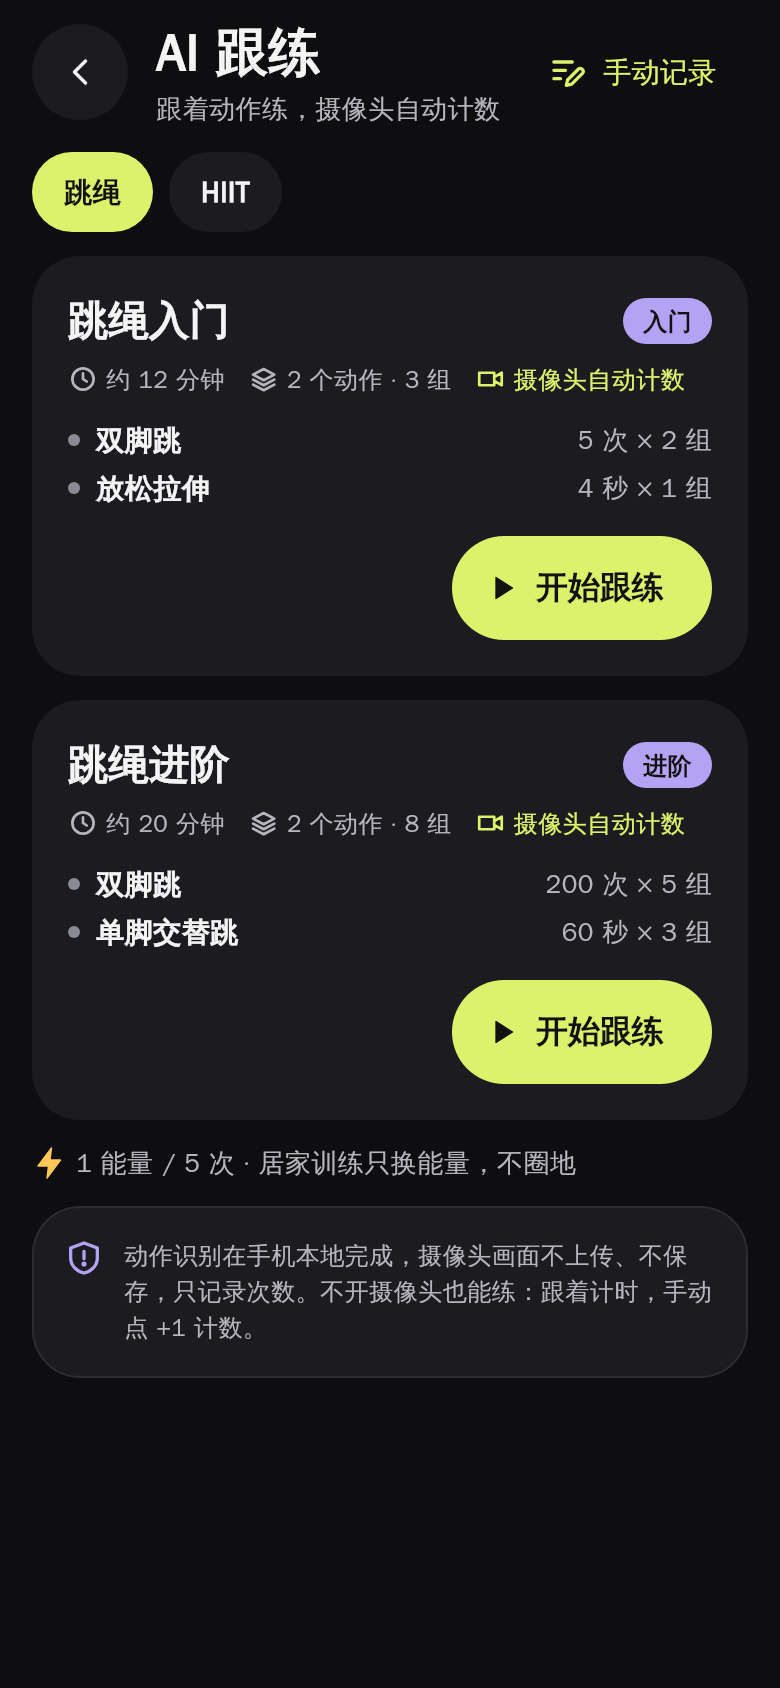 AI 跟练
跟着动作练，摄像头自动计数
手动记录
跳绳
HIIT
跳绳入门
入门
约 12 分钟
2 个动作 · 3 组
摄像头自动计数
双脚跳
5 次 × 2 组
放松拉伸
4 秒 × 1 组
开始跟练
跳绳进阶
进阶
约 20 分钟
2 个动作 · 8 组
摄像头自动计数
双脚跳
200 次 × 5 组
单脚交替跳
60 秒 × 3 组
开始跟练
1 能量 / 5 次 · 居家训练只换能量，不圈地
动作识别在手机本地完成，摄像头画面不上传、不保
存，只记录次数。不开摄像头也能练：跟着计时，手动
点 +1 计数。